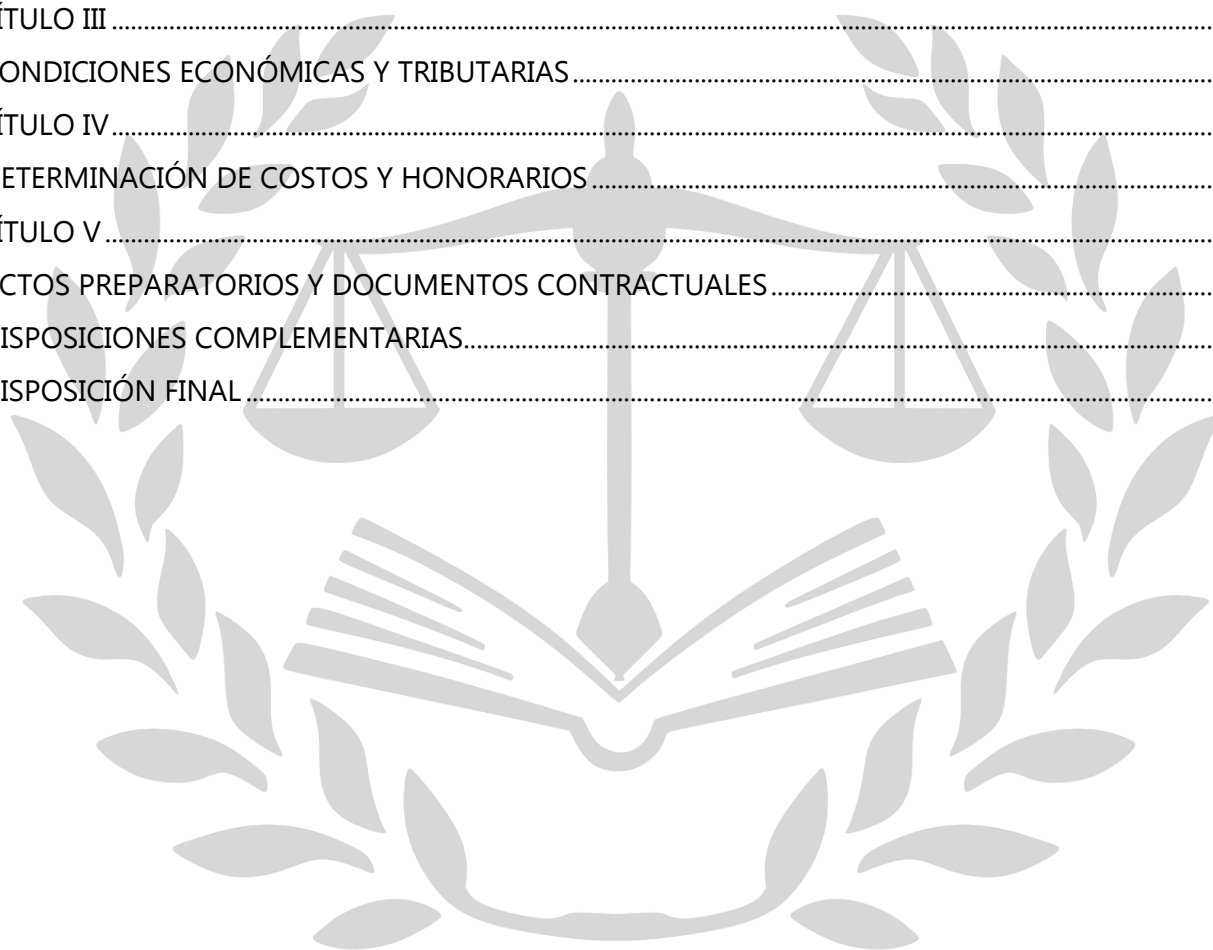 ÍTULO III
ONDICIONES ECONÓMICAS Y TRIBUTARIAS
ÍTULO IV
ETERMINACIÓN DE COSTOS Y HONORARIOS
ÍTULO V
CTOS PREPARATORIOS Y DOCUMENTOS CONTRACTUALES
ISPOSICIONES COMPLEMENTARIAS
ISPOSICIÓN FINAL